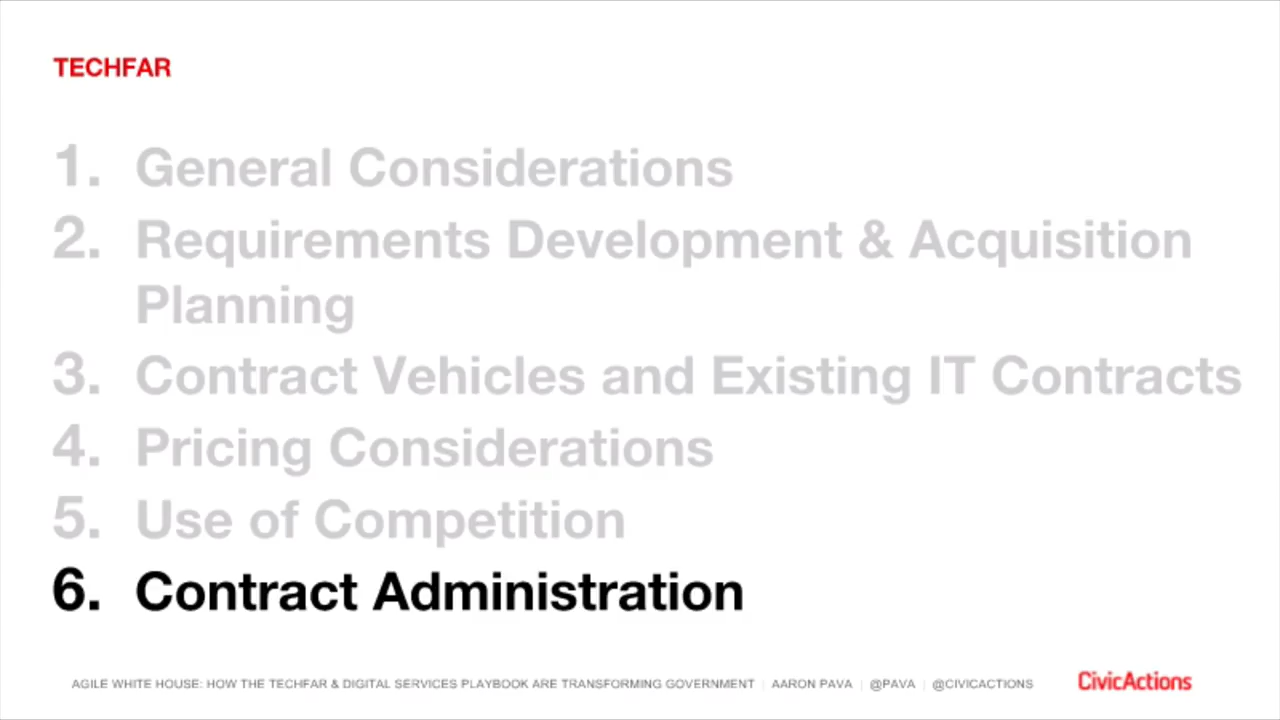 TECHFAR
1. General Considerations
2. Requirements Development & Acquisition
Planning
3. Contract Vehicles and Existing IT Contracts
4. Pricing Considerations
5. Use of Competition
6. Contract Administration
AGILE WHITE HOUSE: HOW THE TECHFAR & DIGITAL SERVICES PLAYBOOK ARE TRANSFORMING GOVERNMENT | AARON PAVA | @PAVA | @CIVICACTIONS CivicActions